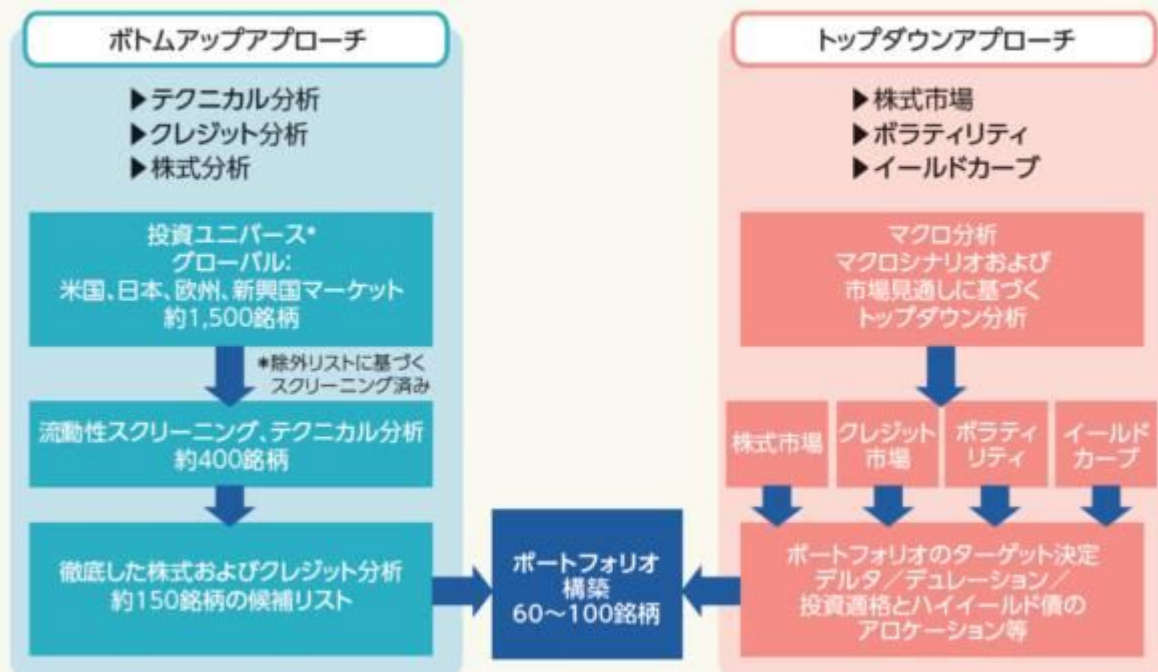 ボトムアップアプローチ
▶テクニカル分析
▶クレジット分析
▶株式分析
投資ユニバース*
グローバル:
米国、日本、欧州、新興国マーケット
約1,500銘柄
*除外リストに基づく
スクリーニング済み
流動性スクリーニング、テクニカル分析
約400銘柄
徹底した株式およびクレジット分析
約150銘柄の候補リスト
ポートフォリオ
構築
60〜100銘柄
トップダウンアプローチ
▶株式市場
▶ボラティリティ
▶イールドカーブ
マクロ分析
マクロシナリオおよび
市場見通しに基づく
トップダウン分析
株式市場
クレジット
市場
ボラティ
リティ
イールド
カーブ
ポートフォリオのターゲット決定
デルタ/デュレーション/
投資適格とハイイールド債の
アロケーション等